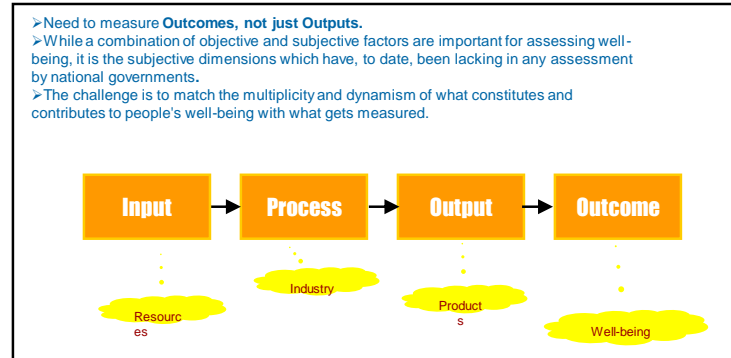 ➢Need to measure Outcomes, not just Outputs.
➢While a combination of objective and subjective factors are important for assessing well-
being, it is the subjective dimensions which have, to date, been lacking in any assessment
by national governments.
➢The challenge is to match the multiplicity and dynamism of what constitutes and
contributes to people's well-being with what gets measured.
Input
Process
Output
Outcome
Resourc
es
Industry
Product
s
Well-being